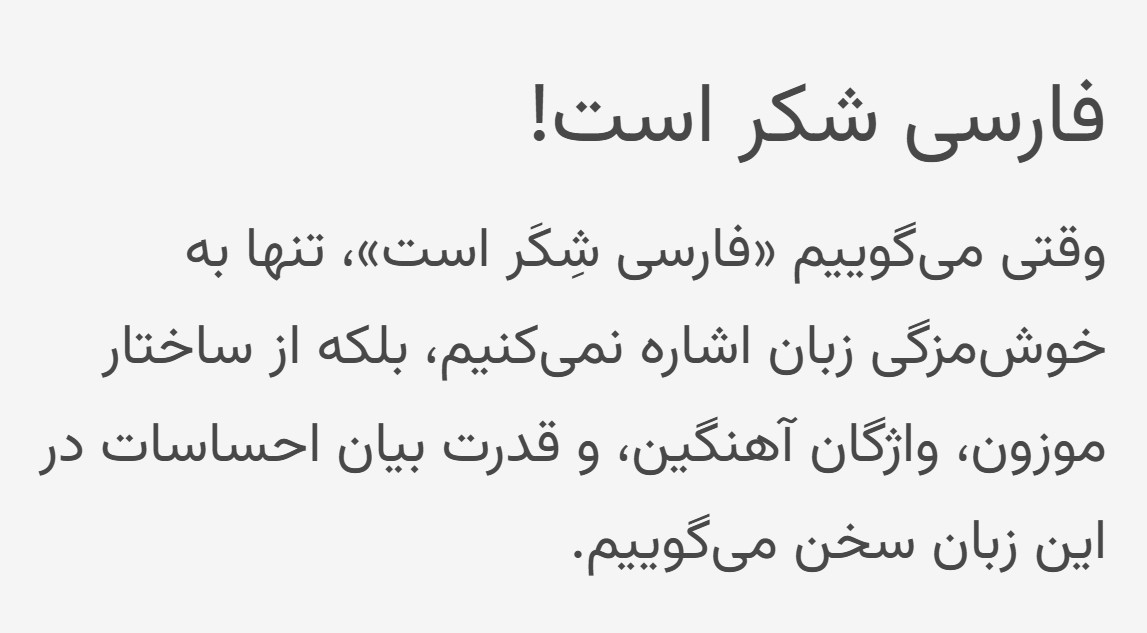 فارسی شکر است!
وقتی می‌گوییم «فارسی شِکَر است»، تنها به
خوش‌مزگی زبان اشاره نمی‌کنیم، بلکه از ساختار
موزون، واژگان آهنگین، و قدرت بیان احساسات در
این زبان سخن می‌گوییم.